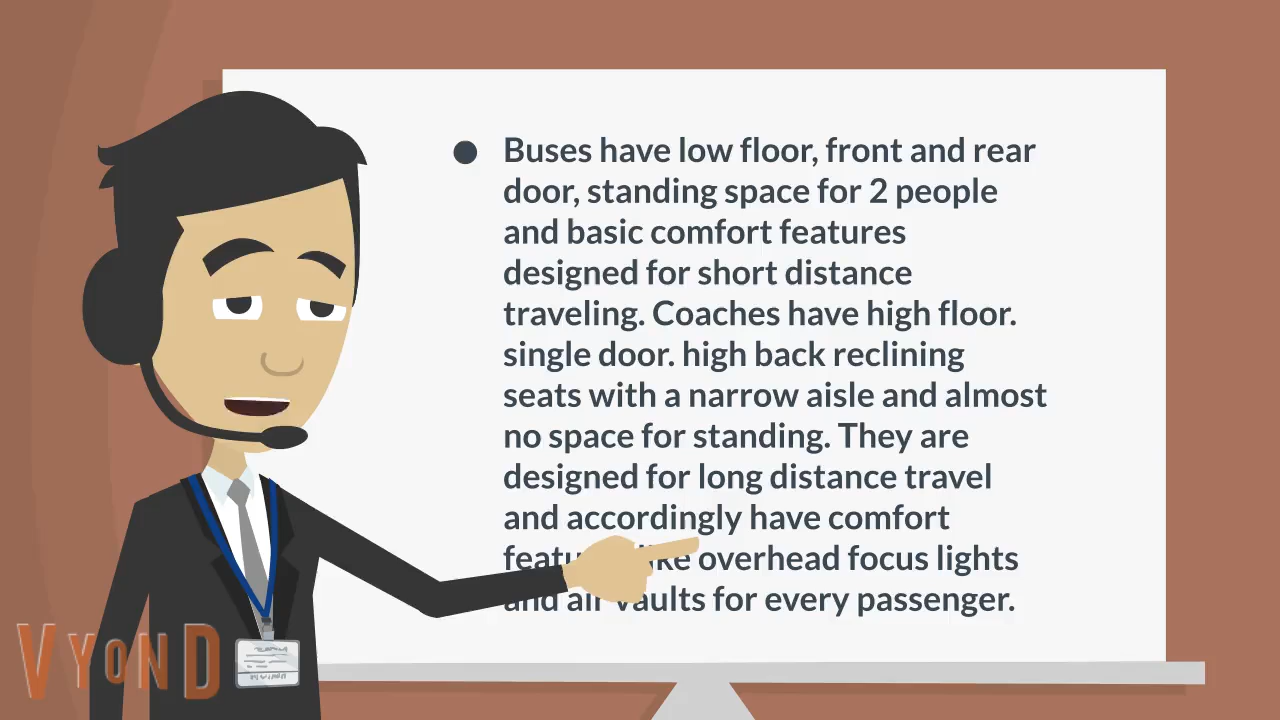 Buses have low floor, front and rear
door, standing space for 2 people
and basic comfort features
designed for short distance
traveling. Coaches have high floor.
single door. high back reclining
seats with a narrow aisle and almost
no space for standing. They are
designed for long distance travel
and accordingly have comfort
overhead focus lights
and air vaults for every passenger.
VYOND